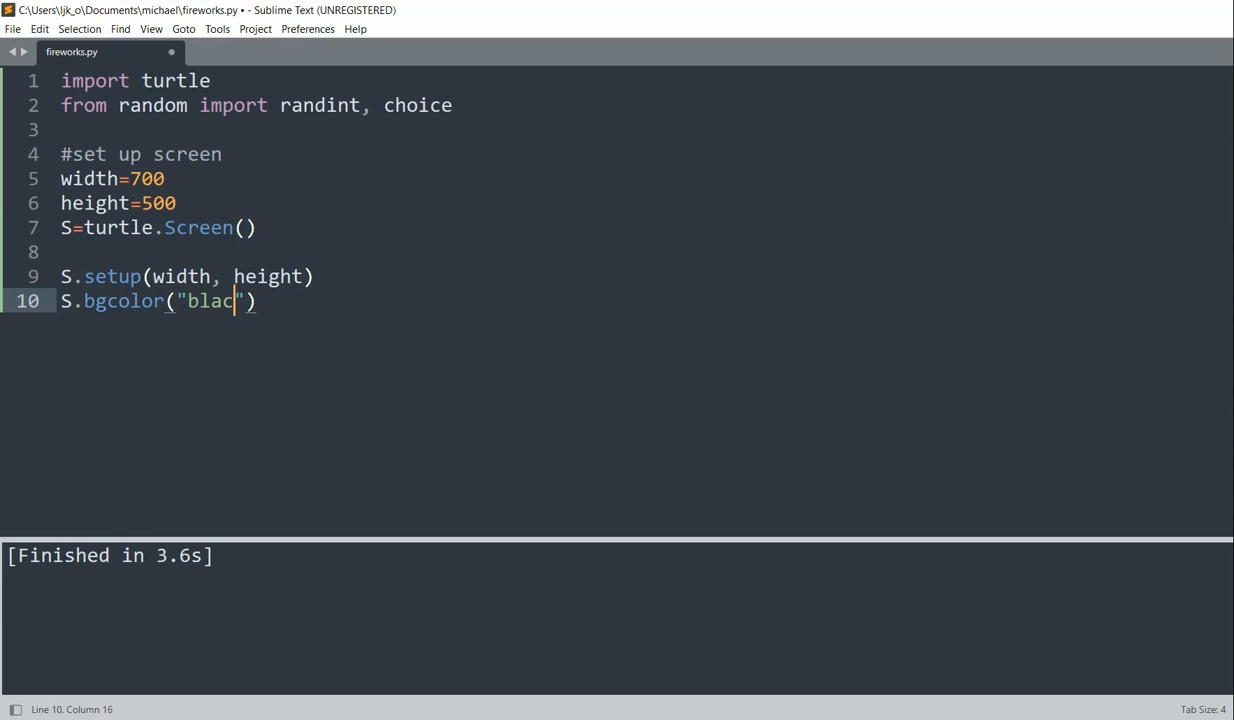 C:\Users\ljk_o\Documents\michael\fireworks.py • - Sublime Text (UNREGISTERED)
File Edit Selection Find View Goto Tools Project Preferences Help
fireworks.py
1 import turtle
2 from random import randint, choice
3
4 #set up screen
5 width=700
6 height=500
7 S=turtle.Screen()
8
9 S.setup(width, height)
10 S.bgcolor("blac")
[Finished in 3.6s]
Line 10, Column 16 Tab Size: 4